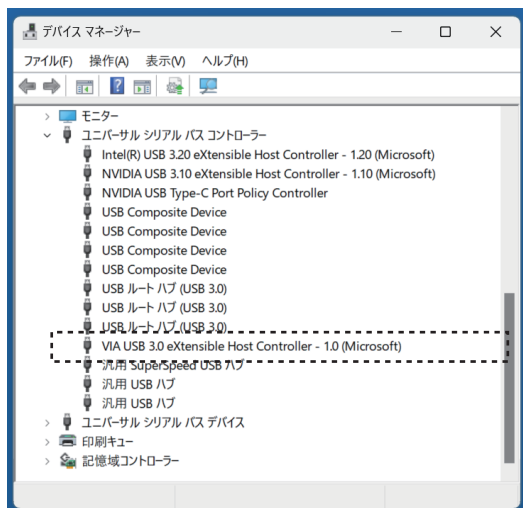 デバイス マネージャー
ファイル(F) 操作(A) 表示(V) ヘルプ(H)
モニター
ユニバーサル シリアル バス コントローラー
Intel(R) USB 3.20 eXtensible Host Controller - 1.20 (Microsoft)
NVIDIA USB 3.10 eXtensible Host Controller - 1.10 (Microsoft)
NVIDIA USB Type-C Port Policy Controller
USB Composite Device
USB Composite Device
USB Composite Device
USB Composite Device
USB ルート ハブ (USB 3.0)
USB ルート ハブ (USB 3.0)
USB ルート ハブ (USB 3.0)
VIA USB 3.0 eXtensible Host Controller - 1.0 (Microsoft)
汎用 SuperSpeed USB ハブ
汎用 USB ハブ
汎用 USB ハブ
ユニバーサル シリアル バス デバイス
印刷キュー
記憶域コントローラー